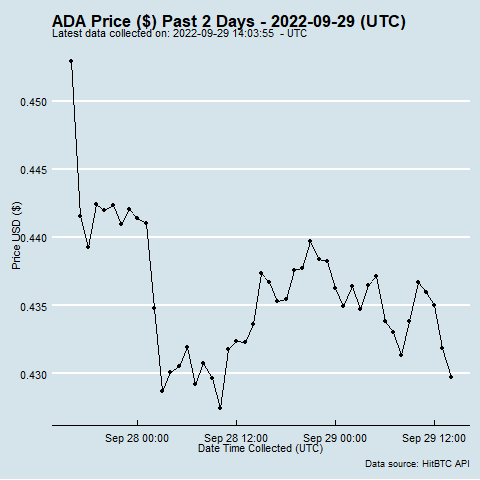 ADA Price ($) Past 2 Days - 2022-09-29 (UTC)
Latest data collected on: 2022-09-29 14:03:55  - UTC
0.450
0.445
0.440
0.435
0.430
Price USD ($)
Sep 28 00:00
Sep 28 12:00
Sep 29 00:00
Sep 29 12:00
Date Time Collected (UTC)
Data source: HitBTC API